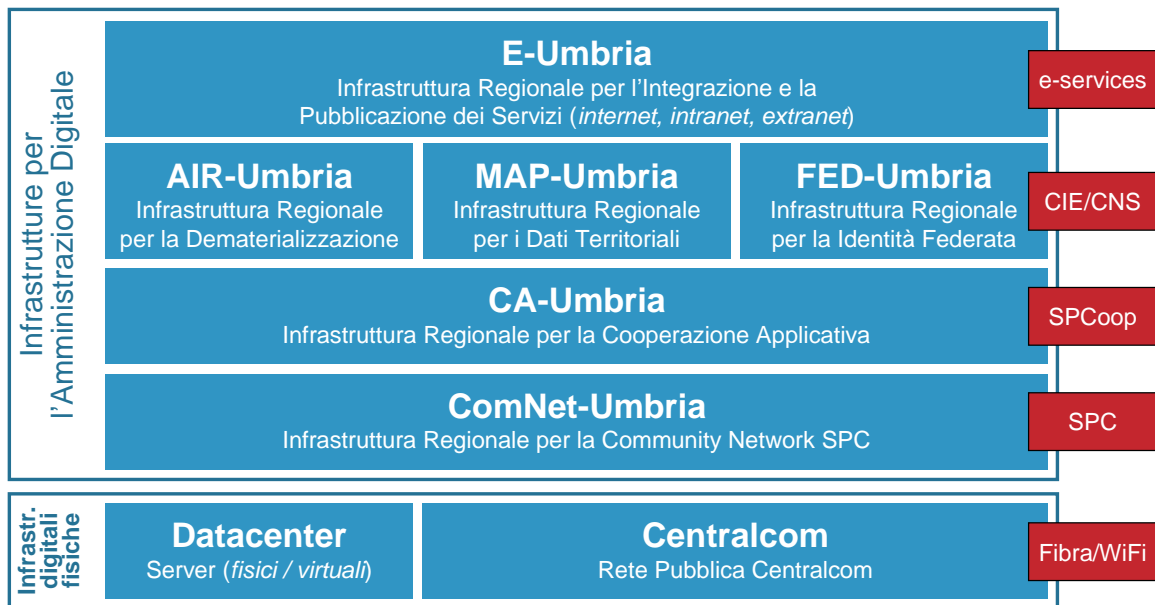 Infrastrutture per
l'Amministrazione Digitale
E-Umbria
Infrastruttura Regionale per l'Integrazione e la
Pubblicazione dei Servizi (internet, intranet, extranet)
e-services
AIR-Umbria
Infrastruttura Regionale
per la Dematerializzazione
MAP-Umbria
Infrastruttura Regionale
per i Dati Territoriali
FED-Umbria
Infrastruttura Regionale
per la Identità Federata
CIE/CNS
CA-Umbria
Infrastruttura Regionale per la Cooperazione Applicativa
SPCoop
ComNet-Umbria
Infrastruttura Regionale per la Community Network SPC
SPC
Infrastr.
digitali
fisiche
Datacenter
Server (fisici / virtuali)
Centralcom
Rete Pubblica Centralcom
Fibra/WiFi